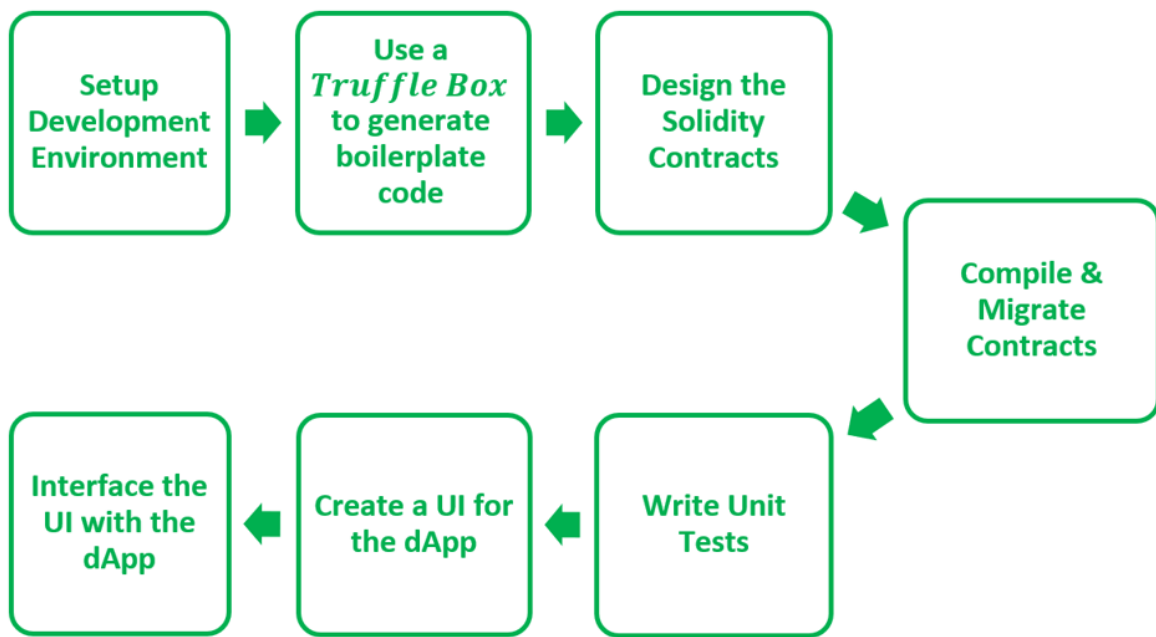 Setup
Development
Environment
Use a
Truffle Box
to generate
boilerplate
code
Design the
Solidity
Contracts
Compile &
Migrate
Contracts
Write Unit
Tests
Create a UI for
the dApp
Interface the
UI with the
dApp